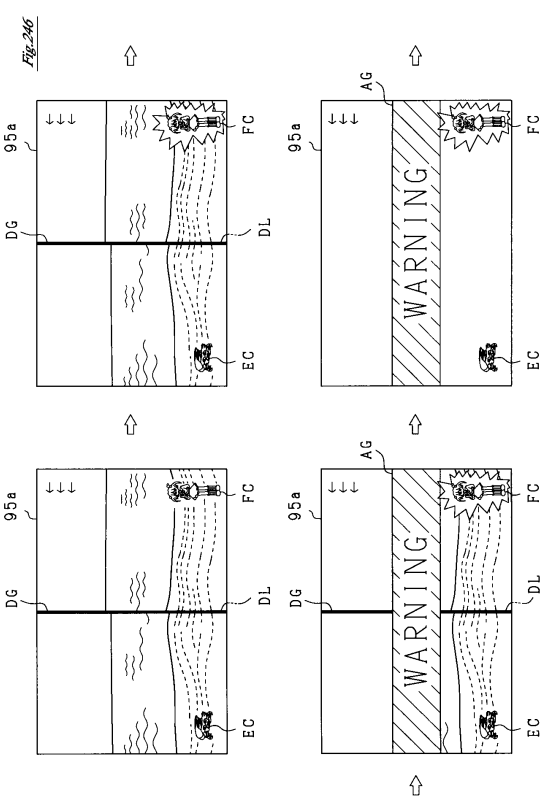 Fig.246
DG 95a
DG 95a
EC DL FC
EC DL FC
DG 95a AG
95a AG
WARNING
WARNING
EC DL FC
EC FC